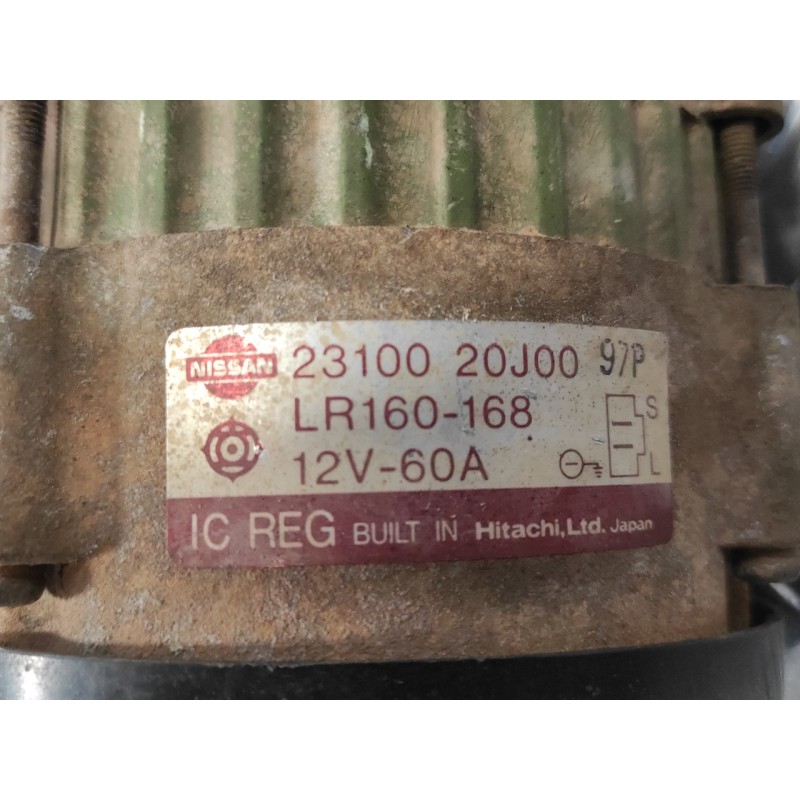 NISSAN 23100 20J00 97P
LR160-168 S
12V-60A L
IC REG BUILT IN Hitachi, Ltd. Japan